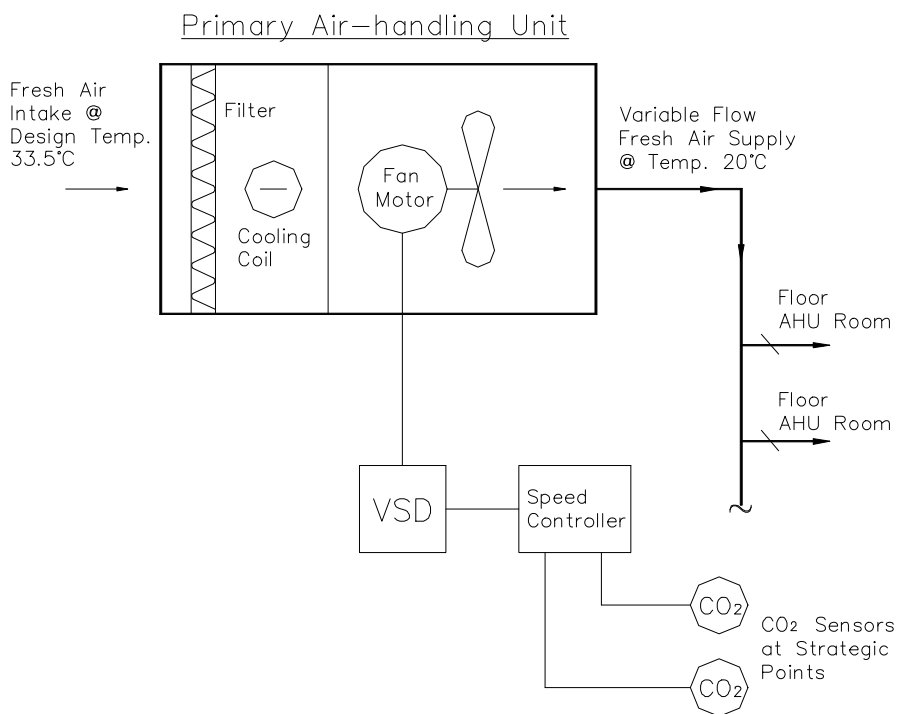 Primary Air-handling Unit
Fresh Air
Intake @
Design Temp.
33.5°C
Filter
Cooling
Coil
Fan
Motor
Variable Flow
Fresh Air Supply
@ Temp. 20°C
Floor
AHU Room
Floor
AHU Room
VSD
Speed
Controller
CO₂
CO₂
CO₂ Sensors
at Strategic
Points